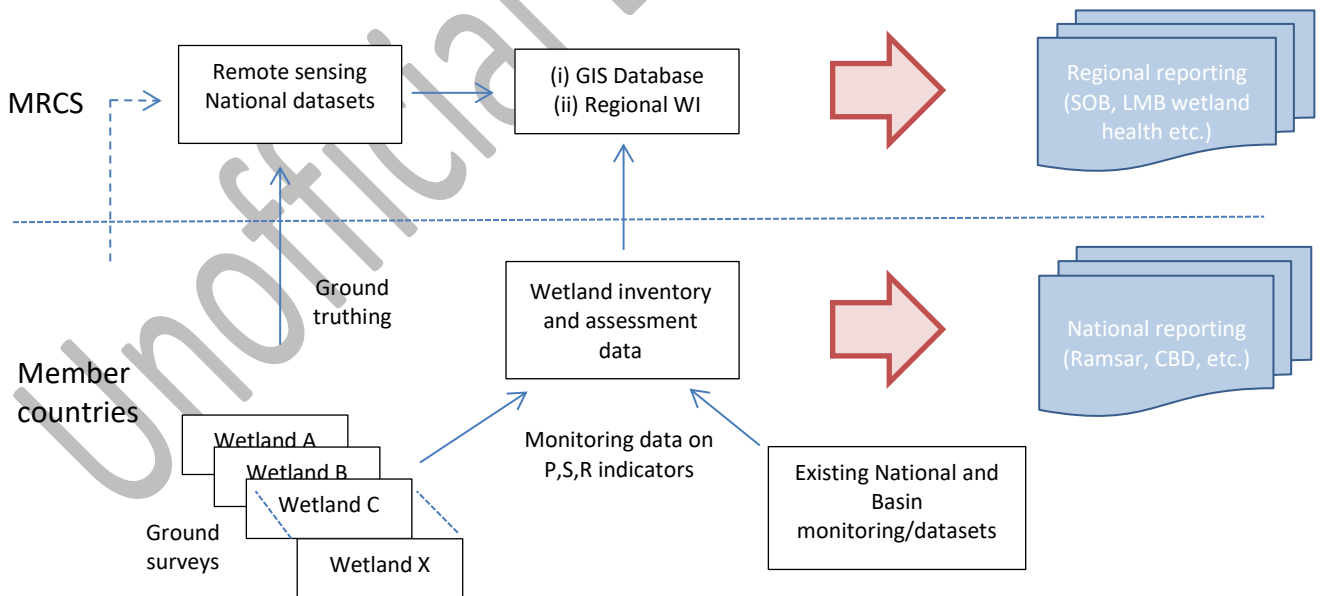 Unofficial
MRCS
Remote sensing
National datasets
(i) GIS Database
(ii) Regional WI
Regional reporting
(SOB, LMB wetland
health etc.)
Ground
truthing
Wetland inventory
and assessment
data
National reporting
(Ramsar, CBD, etc.)
Member
countries
Wetland A
Wetland B
Wetland C
Wetland X
Ground
surveys
Monitoring data on
P,S,R indicators
Existing National and
Basin
monitoring/datasets